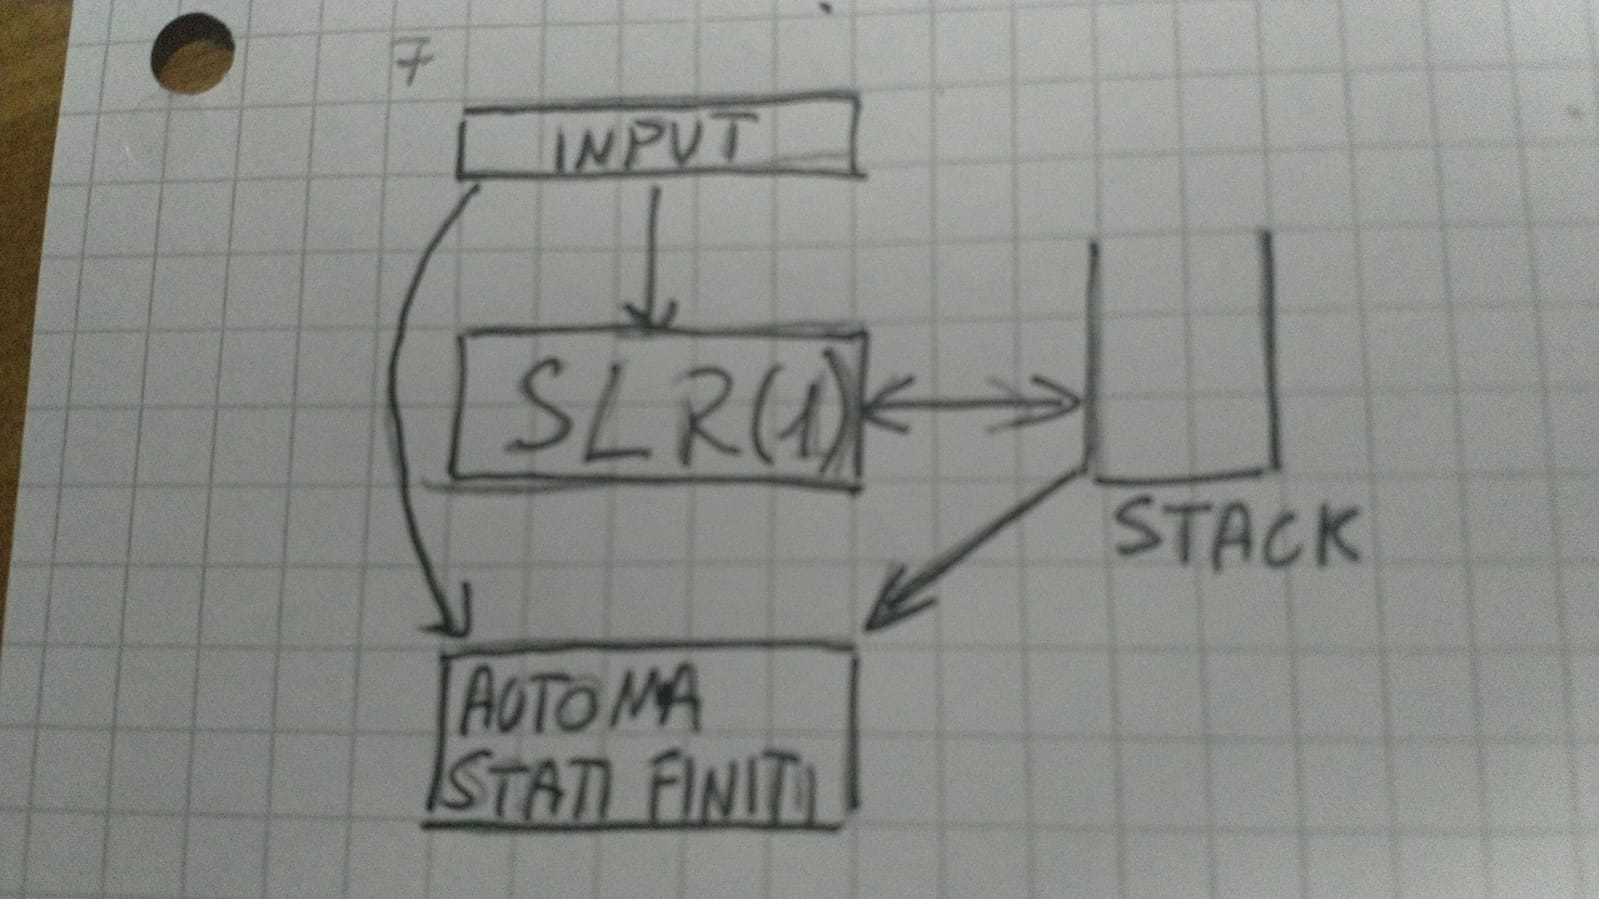 7
INPUT
SLR(1)
STACK
AUTOMA
STATI FINITI